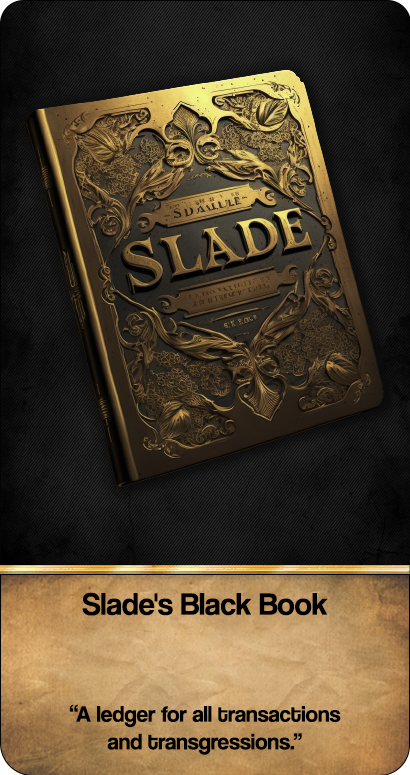 SLADE
Slade's Black Book
“A ledger for all transactions
and transgressions.”